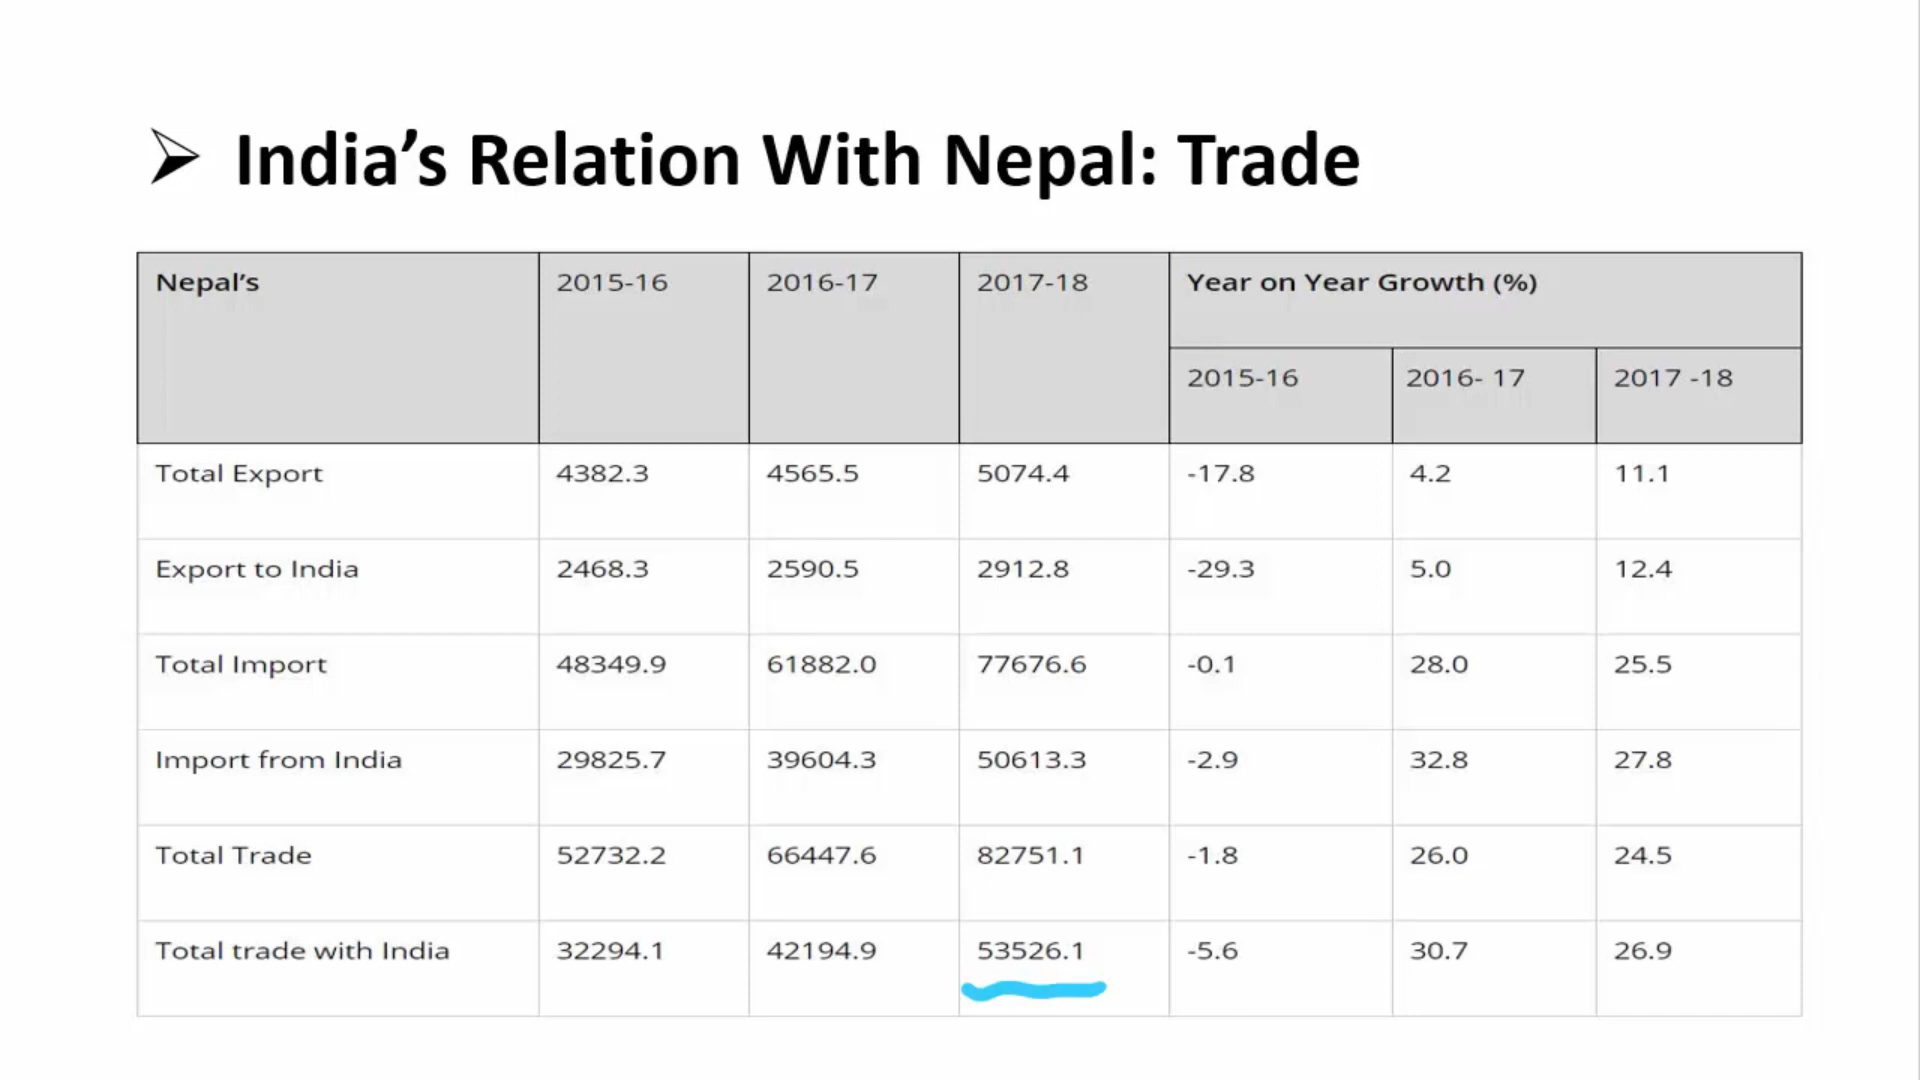 India’s Relation With Nepal: Trade
Nepal’s 2015-16 2016-17 2017-18 Year on Year Growth (%)
2015-16 2016- 17 2017 -18
Total Export 4382.3 4565.5 5074.4 -17.8 4.2 11.1
Export to India 2468.3 2590.5 2912.8 -29.3 5.0 12.4
Total Import 48349.9 61882.0 77676.6 -0.1 28.0 25.5
Import from India 29825.7 39604.3 50613.3 -2.9 32.8 27.8
Total Trade 52732.2 66447.6 82751.1 -1.8 26.0 24.5
Total trade with India 32294.1 42194.9 53526.1 -5.6 30.7 26.9